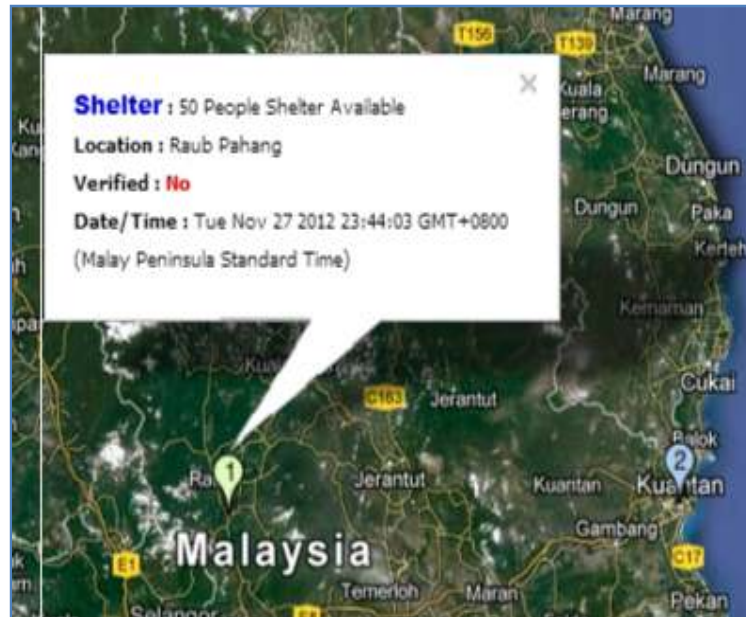 Marang
T156
T139
×
Kuala
erang
Marang
Shelter : 50 People Shelter Available
Location : Raub Pahang
Verified : No
Date/Time : Tue Nov 27 2012 23:44:03 GMT+0800
(Malay Peninsula Standard Time)
Dungun
Dungun
Paka
Kerteh
Kemaman
Cukai
C163
Jerantut
Balok
1
2
Jerantut
Kuantan
Kuantan
Gambang
Malaysia
E1
C17
Temerloh
Maran
Pekan
Selangor